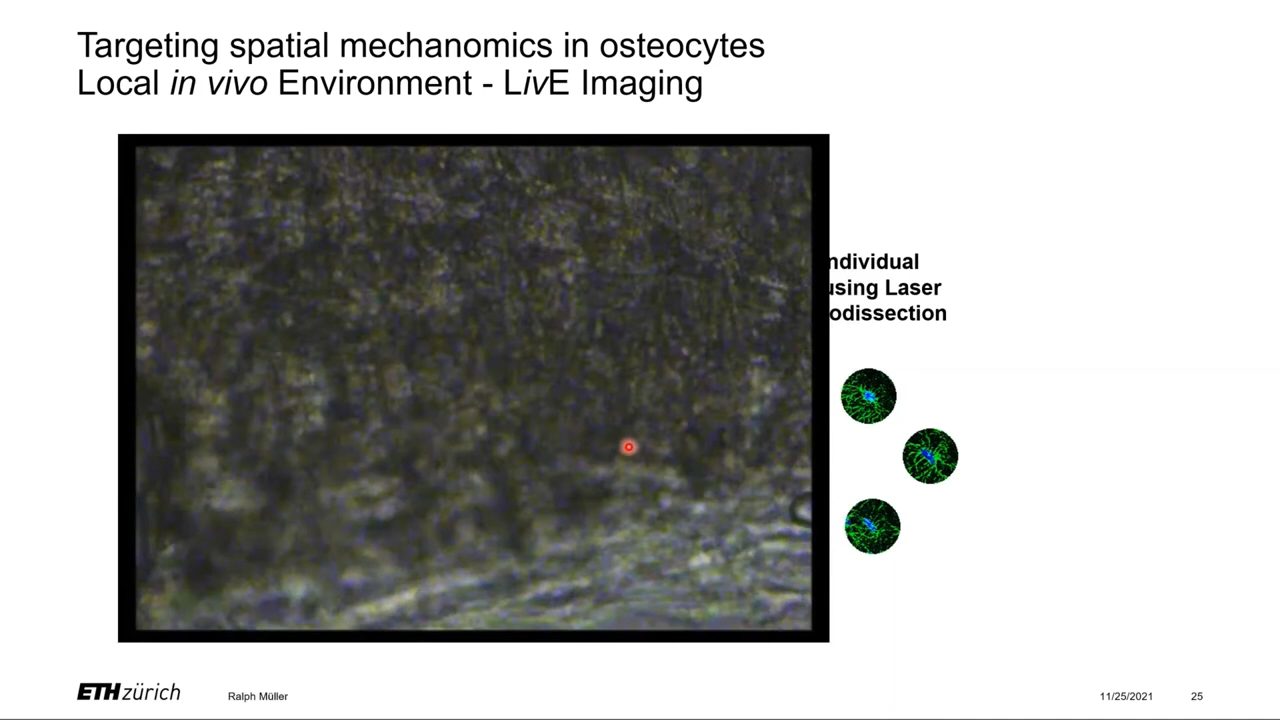 Targeting spatial mechanomics in osteocytes
Local in vivo Environment - LivE Imaging
ndividual
using Laser
odissection
ETH zürich
Ralph Müller
11/25/2021
25